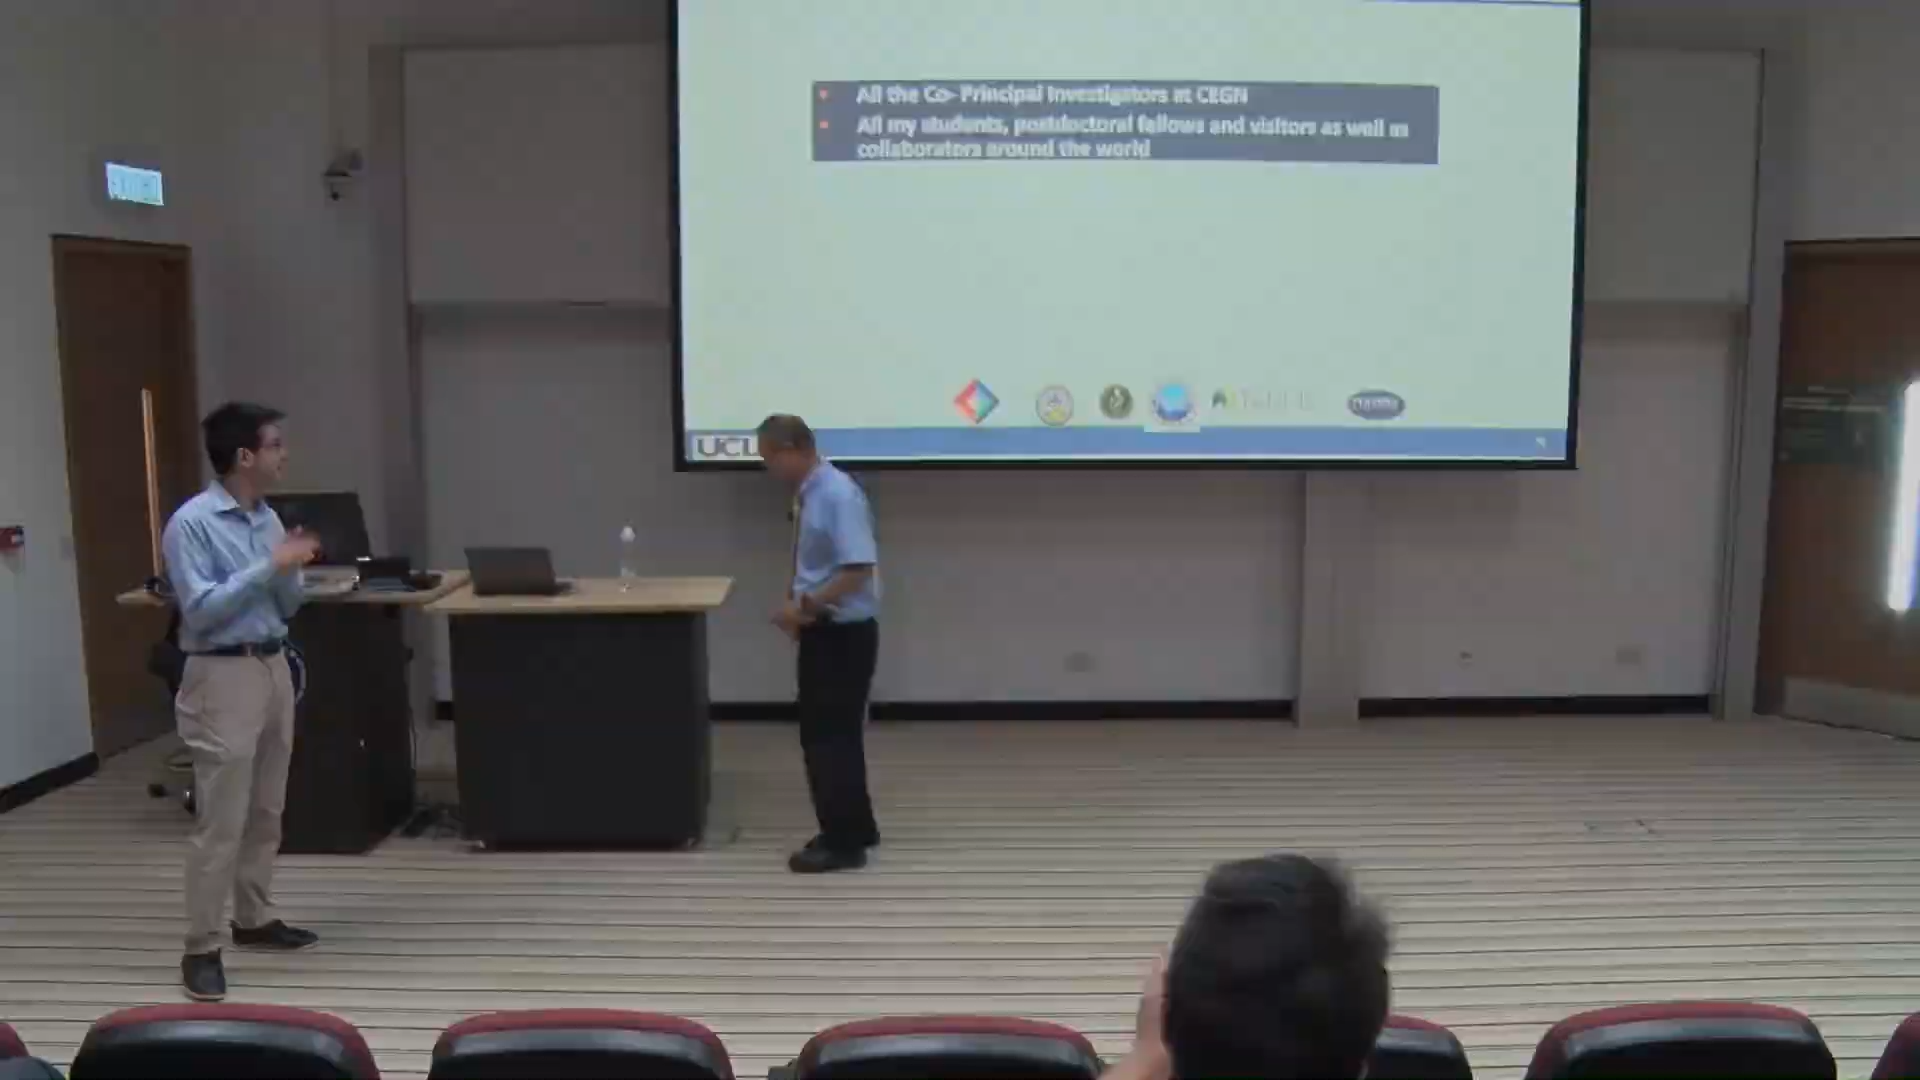 All the Co- Principal Investigators at CEGN
All my students, postdoctoral fellows and visitors as well as
collaborators around the world
UCL